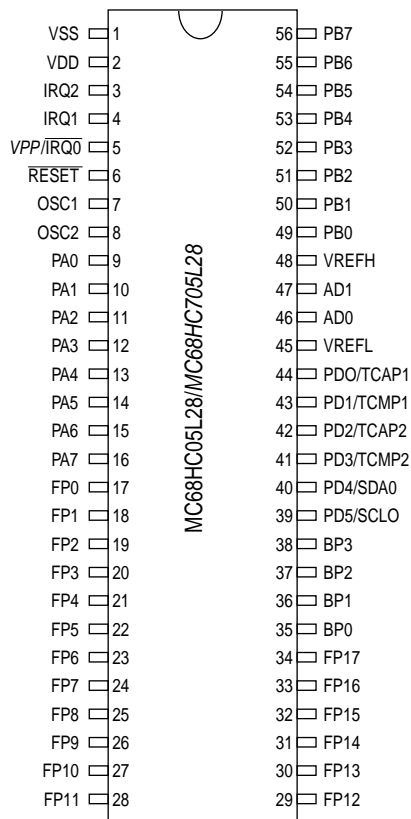 VSS 1 56 PB7
VDD 2 55 PB6
IRQ2 3 54 PB5
IRQ1 4 53 PB4
VPP/IRQ0 5 52 PB3
RESET 6 51 PB2
OSC1 7 50 PB1
OSC2 8 49 PB0
PA0 9 48 VREFH
PA1 10 47 AD1
PA2 11 46 AD0
PA3 12 45 VREFL
PA4 13 44 PDO/TCAP1
PA5 14 43 PD1/TCMP1
PA6 15 42 PD2/TCAP2
PA7 16 41 PD3/TCMP2
FP0 17 40 PD4/SDA0
FP1 18 39 PD5/SCLO
FP2 19 38 BP3
FP3 20 37 BP2
FP4 21 36 BP1
FP5 22 35 BP0
FP6 23 34 FP17
FP7 24 33 FP16
FP8 25 32 FP15
FP9 26 31 FP14
FP10 27 30 FP13
FP11 28 29 FP12
MC68HC05L28/MC68HC705L28